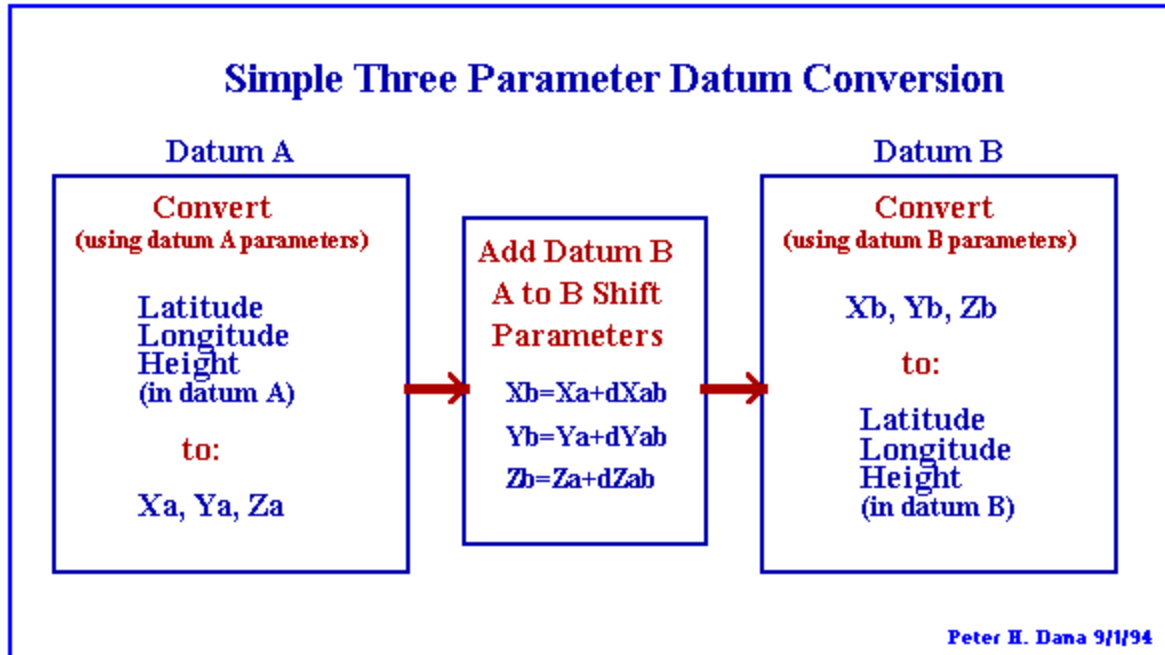 Simple Three Parameter Datum Conversion
Datum A
Convert
(using datum A parameters)
Latitude
Longitude
Height
(in datum A)
to:
Xa, Ya, Za
Add Datum B
A to B Shift
Parameters
Xb=Xa+dXab
Yb=Ya+dYab
Zb=Za+dZab
Datum B
Convert
(using datum B parameters)
Xb, Yb, Zb
to:
Latitude
Longitude
Height
(in datum B)
Peter H. Dana 9/1/94